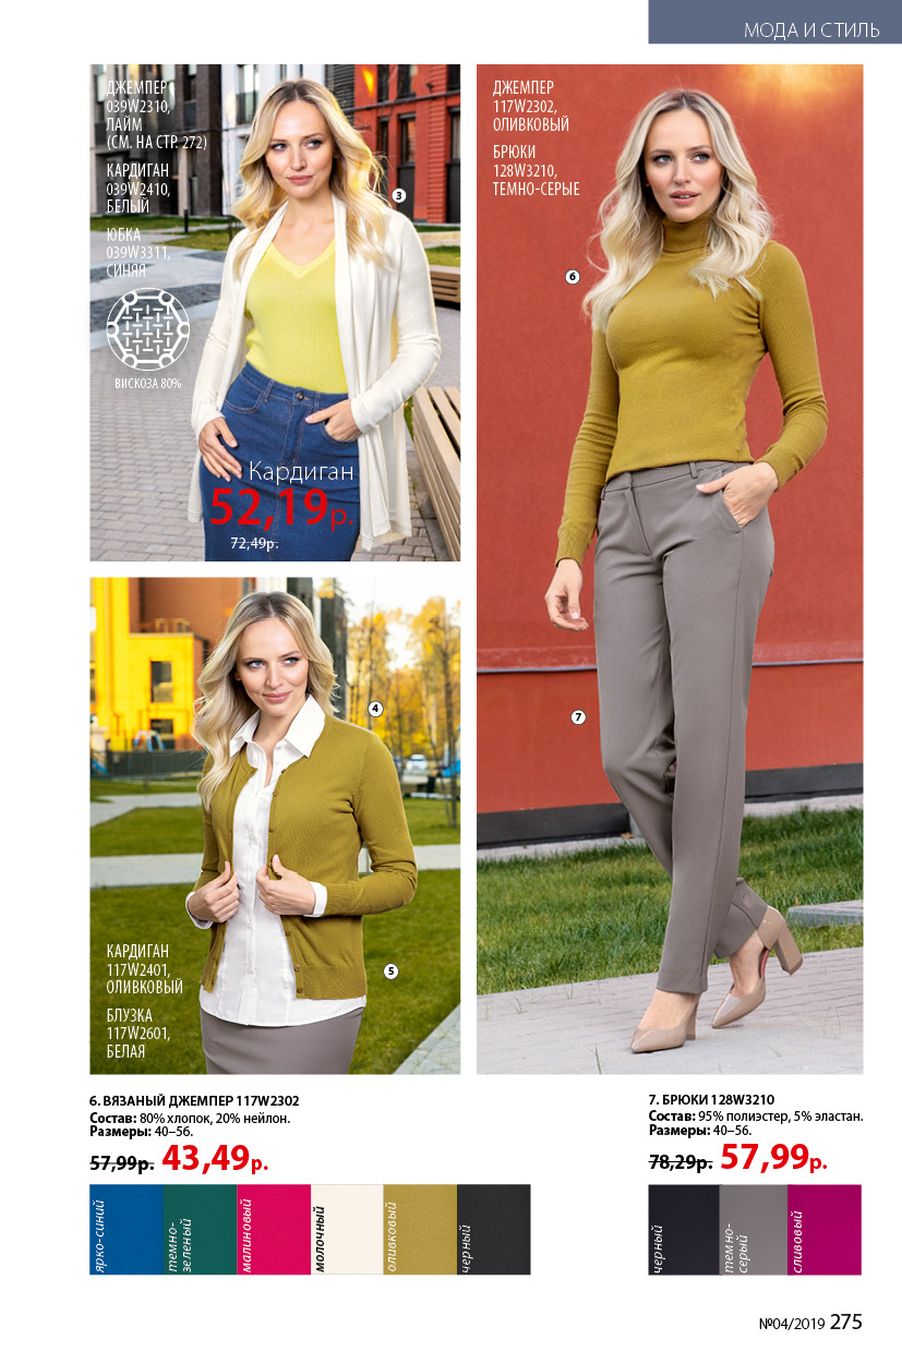 МОДА И СТИЛЬ
ДЖЕМПЕР
039W2310,
ЛАЙМ
(СМ. НА СТР. 272)
КАРДИГАН
039W2410,
БЕЛЫЙ
ЮБКА
039W3311,
СИНЯЯ
ВИСКОЗА 80%
3
Кардиган
52,19р.
72,49р.
ДЖЕМПЕР
117W2302,
ОЛИВКОВЫЙ
БРЮКИ
128W3210,
ТЕМНО-СЕРЫЕ
6
7
4
5
КАРДИГАН
117W2401,
ОЛИВКОВЫЙ
БЛУЗКА
117W2601,
БЕЛАЯ
6. ВЯЗАНЫЙ ДЖЕМПЕР 117W2302
Состав: 80% хлопок, 20% нейлон.
Размеры: 40–56.
57,99р. 43,49р.
ярко-синий
темно-
зеленый
малиновый
молочный
оливковый
черный
7. БРЮКИ 128W3210
Состав: 95% полиэстер, 5% эластан.
Размеры: 40–56.
78,29р. 57,99р.
черный
темно-
серый
сливовый
№04/2019 275